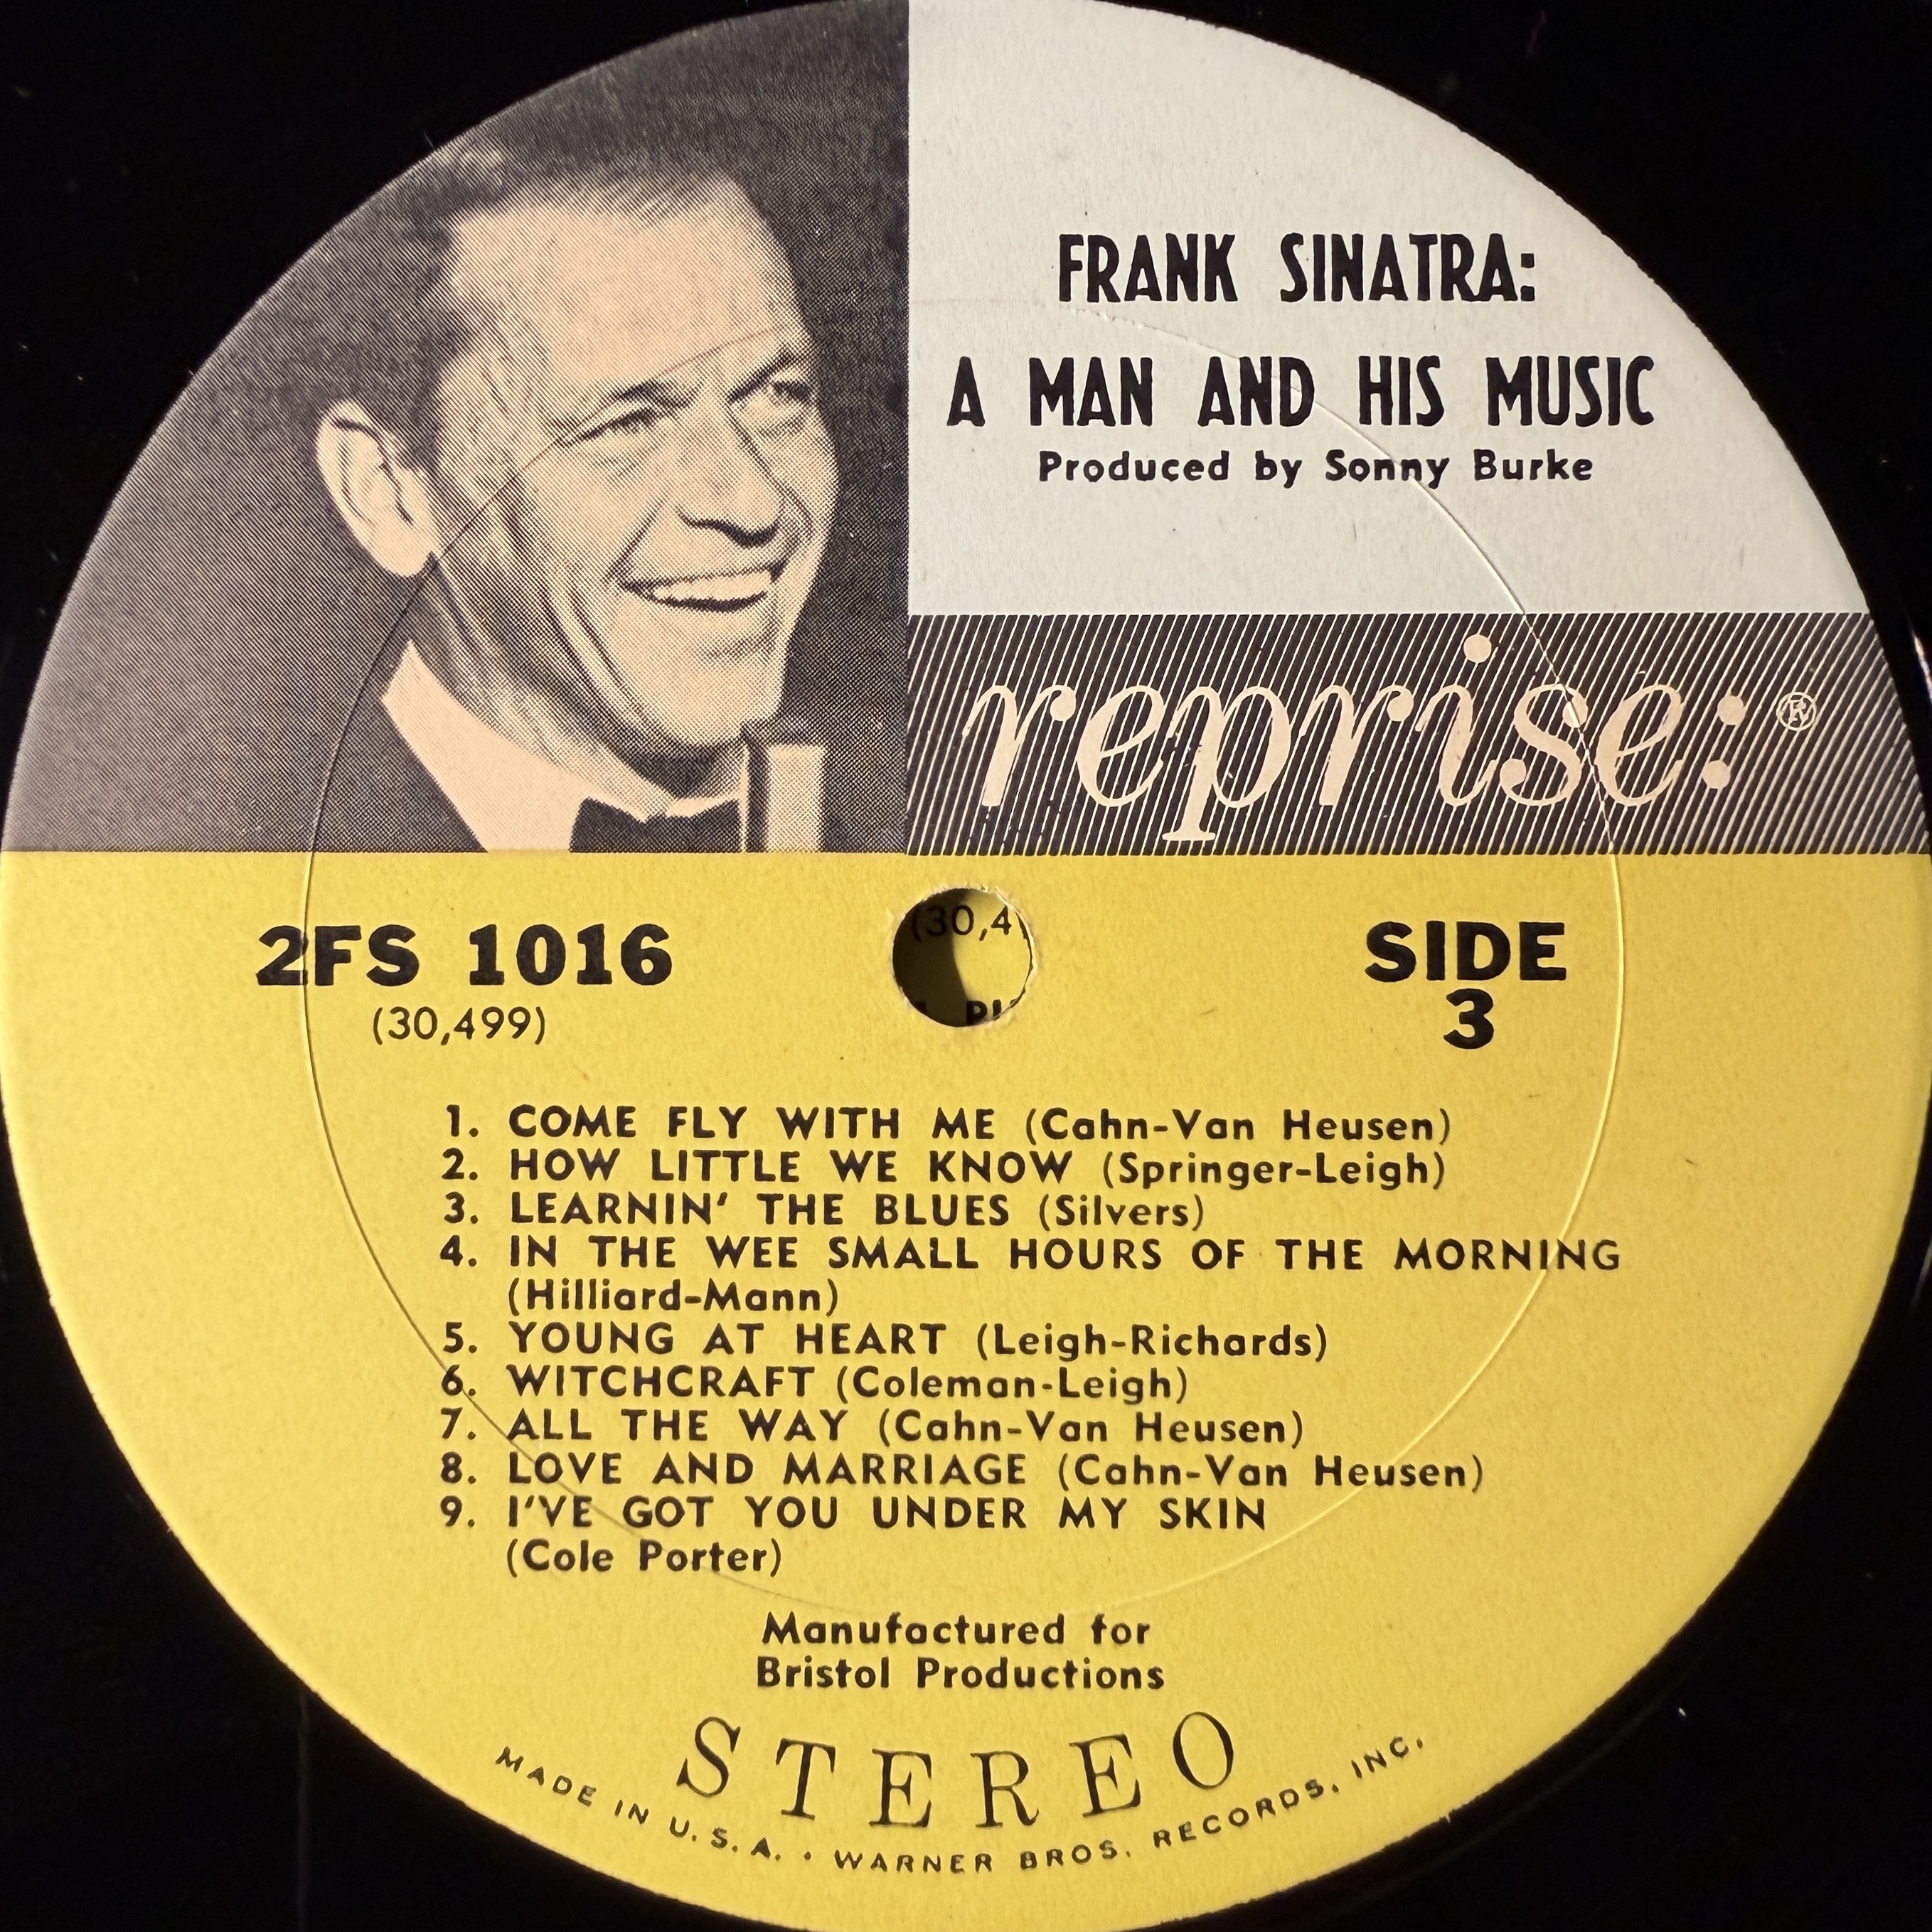 FRANK SINATRA:
A MAN AND HIS MUSIC
Produced by Sonny Burke
reprise:®
2FS 1016
(30,499)
(30,4
SIDE
3
1. COME FLY WITH ME (Cahn-Van Heusen)
2. HOW LITTLE WE KNOW (Springer-Leigh)
3. LEARNIN' THE BLUES (Silvers)
4. IN THE WEE SMALL HOURS OF THE MORNING
(Hilliard-Mann)
5. YOUNG AT HEART (Leigh-Richards)
6. WITCHCRAFT (Coleman-Leigh)
7. ALL THE WAY (Cahn-Van Heusen)
8. LOVE AND MARRIAGE (Cahn-Van Heusen)
9. I'VE GOT YOU UNDER MY SKIN
(Cole Porter)
Manufactured for
Bristol Productions
STEREO
MADE IN U.S.A. • WARNER BROS. RECORDS, INC.